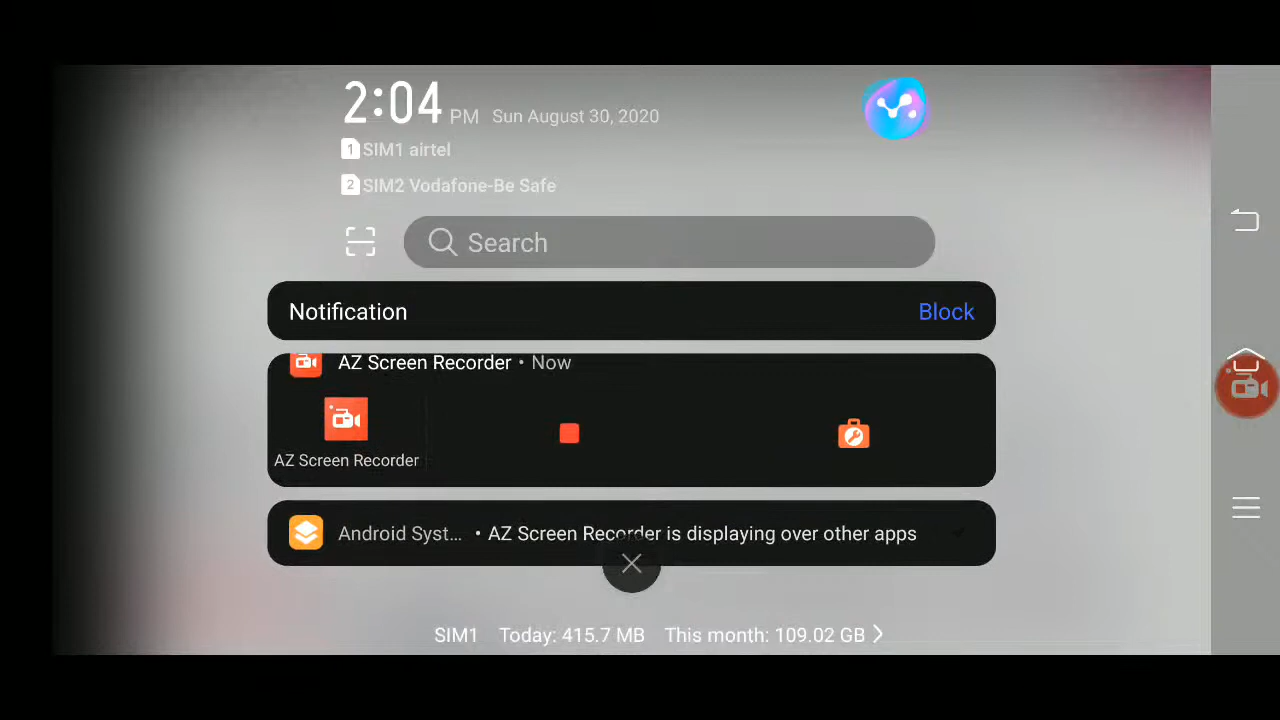 2:04 PM Sun August 30, 2020
1 SIM1 airtel
2 SIM2 Vodafone-Be Safe
Search
Notification Block
AZ Screen Recorder • Now
AZ Screen Recorder
Android Syst... • AZ Screen Recorder is displaying over other apps
SIM1 Today: 415.7 MB This month: 109.02 GB